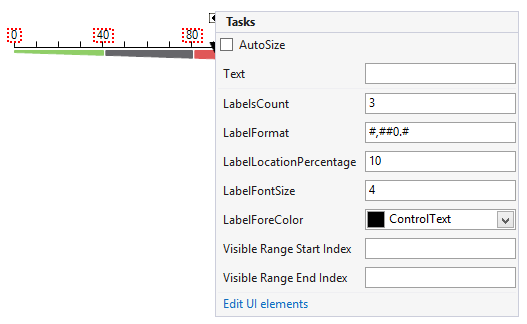 0 40 80
Tasks
AutoSize
Text
LabelsCount 3
LabelFormat #,##0.#
LabelLocationPercentage 10
LabelFontSize 4
LabelForeColor ControlText
Visible Range Start Index
Visible Range End Index
Edit UI elements